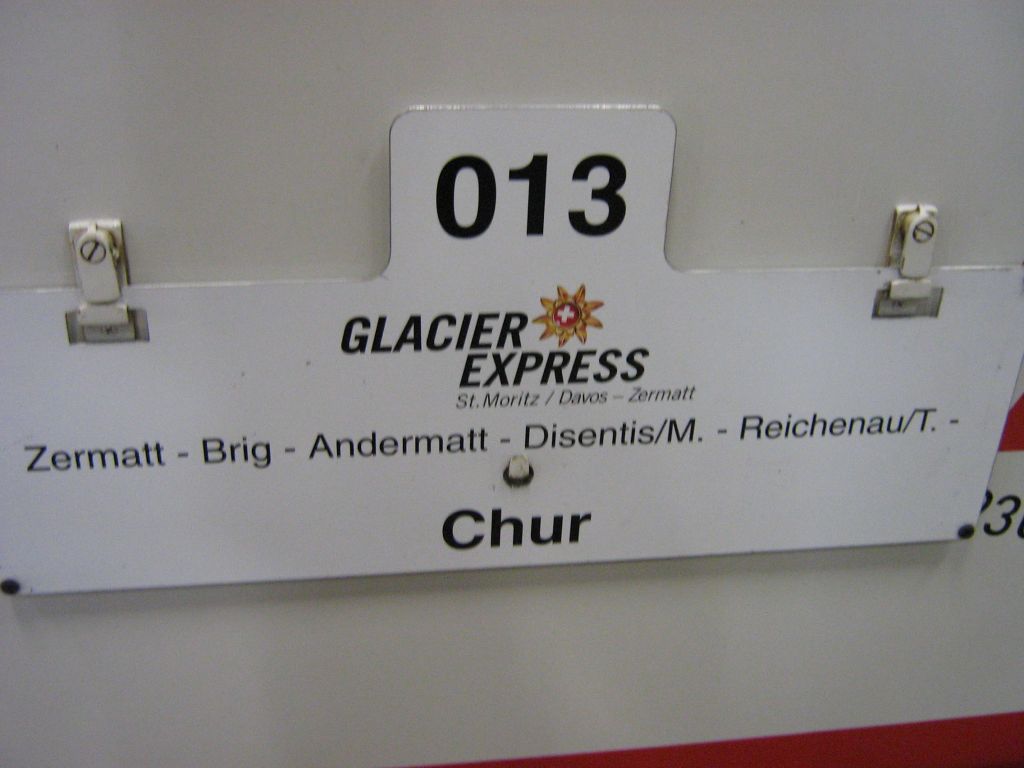 013
GLACIER
EXPRESS
St. Moritz / Davos – Zermatt
Zermatt - Brig - Andermatt - Disentis/M. - Reichenau/T. -
Chur